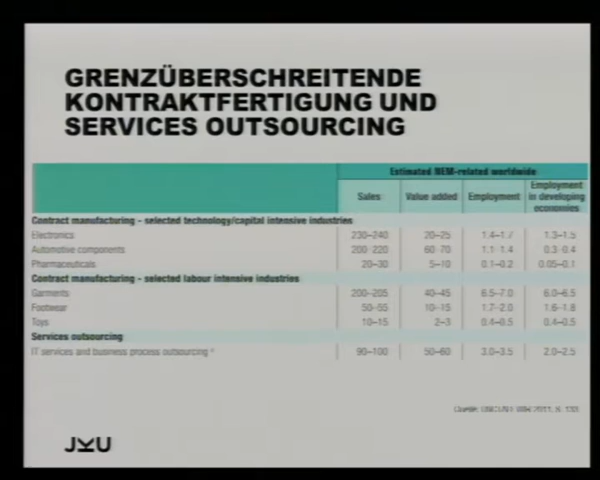 GRENZÜBERSCHREITENDE
KONTRAKTFERTIGUNG UND
SERVICES OUTSOURCING
Estimated NEM-related worldwide
Sales Value added Employment Employment in developing economies
Contract manufacturing – selected technology/capital intensive industries
Electronics 230–240 20–25 1.4–1.7 1.3–1.5
Automotive components 200–220 60–70 1.1–1.4 0.3–0.4
Pharmaceuticals 20–30 5–10 0.1–0.2 0.05–0.1
Contract manufacturing – selected labour intensive industries
Garments 200–205 40–45 6.5–7.0 6.0–6.5
Footwear 50–55 10–15 1.7–2.0 1.6–1.8
Toys 10–15 2–3 0.4–0.5 0.4–0.5
Services outsourcing
IT services and business process outsourcing 90–100 50–60 3.0–3.5 2.0–2.5
Quelle: 2011, S. 133
JKU